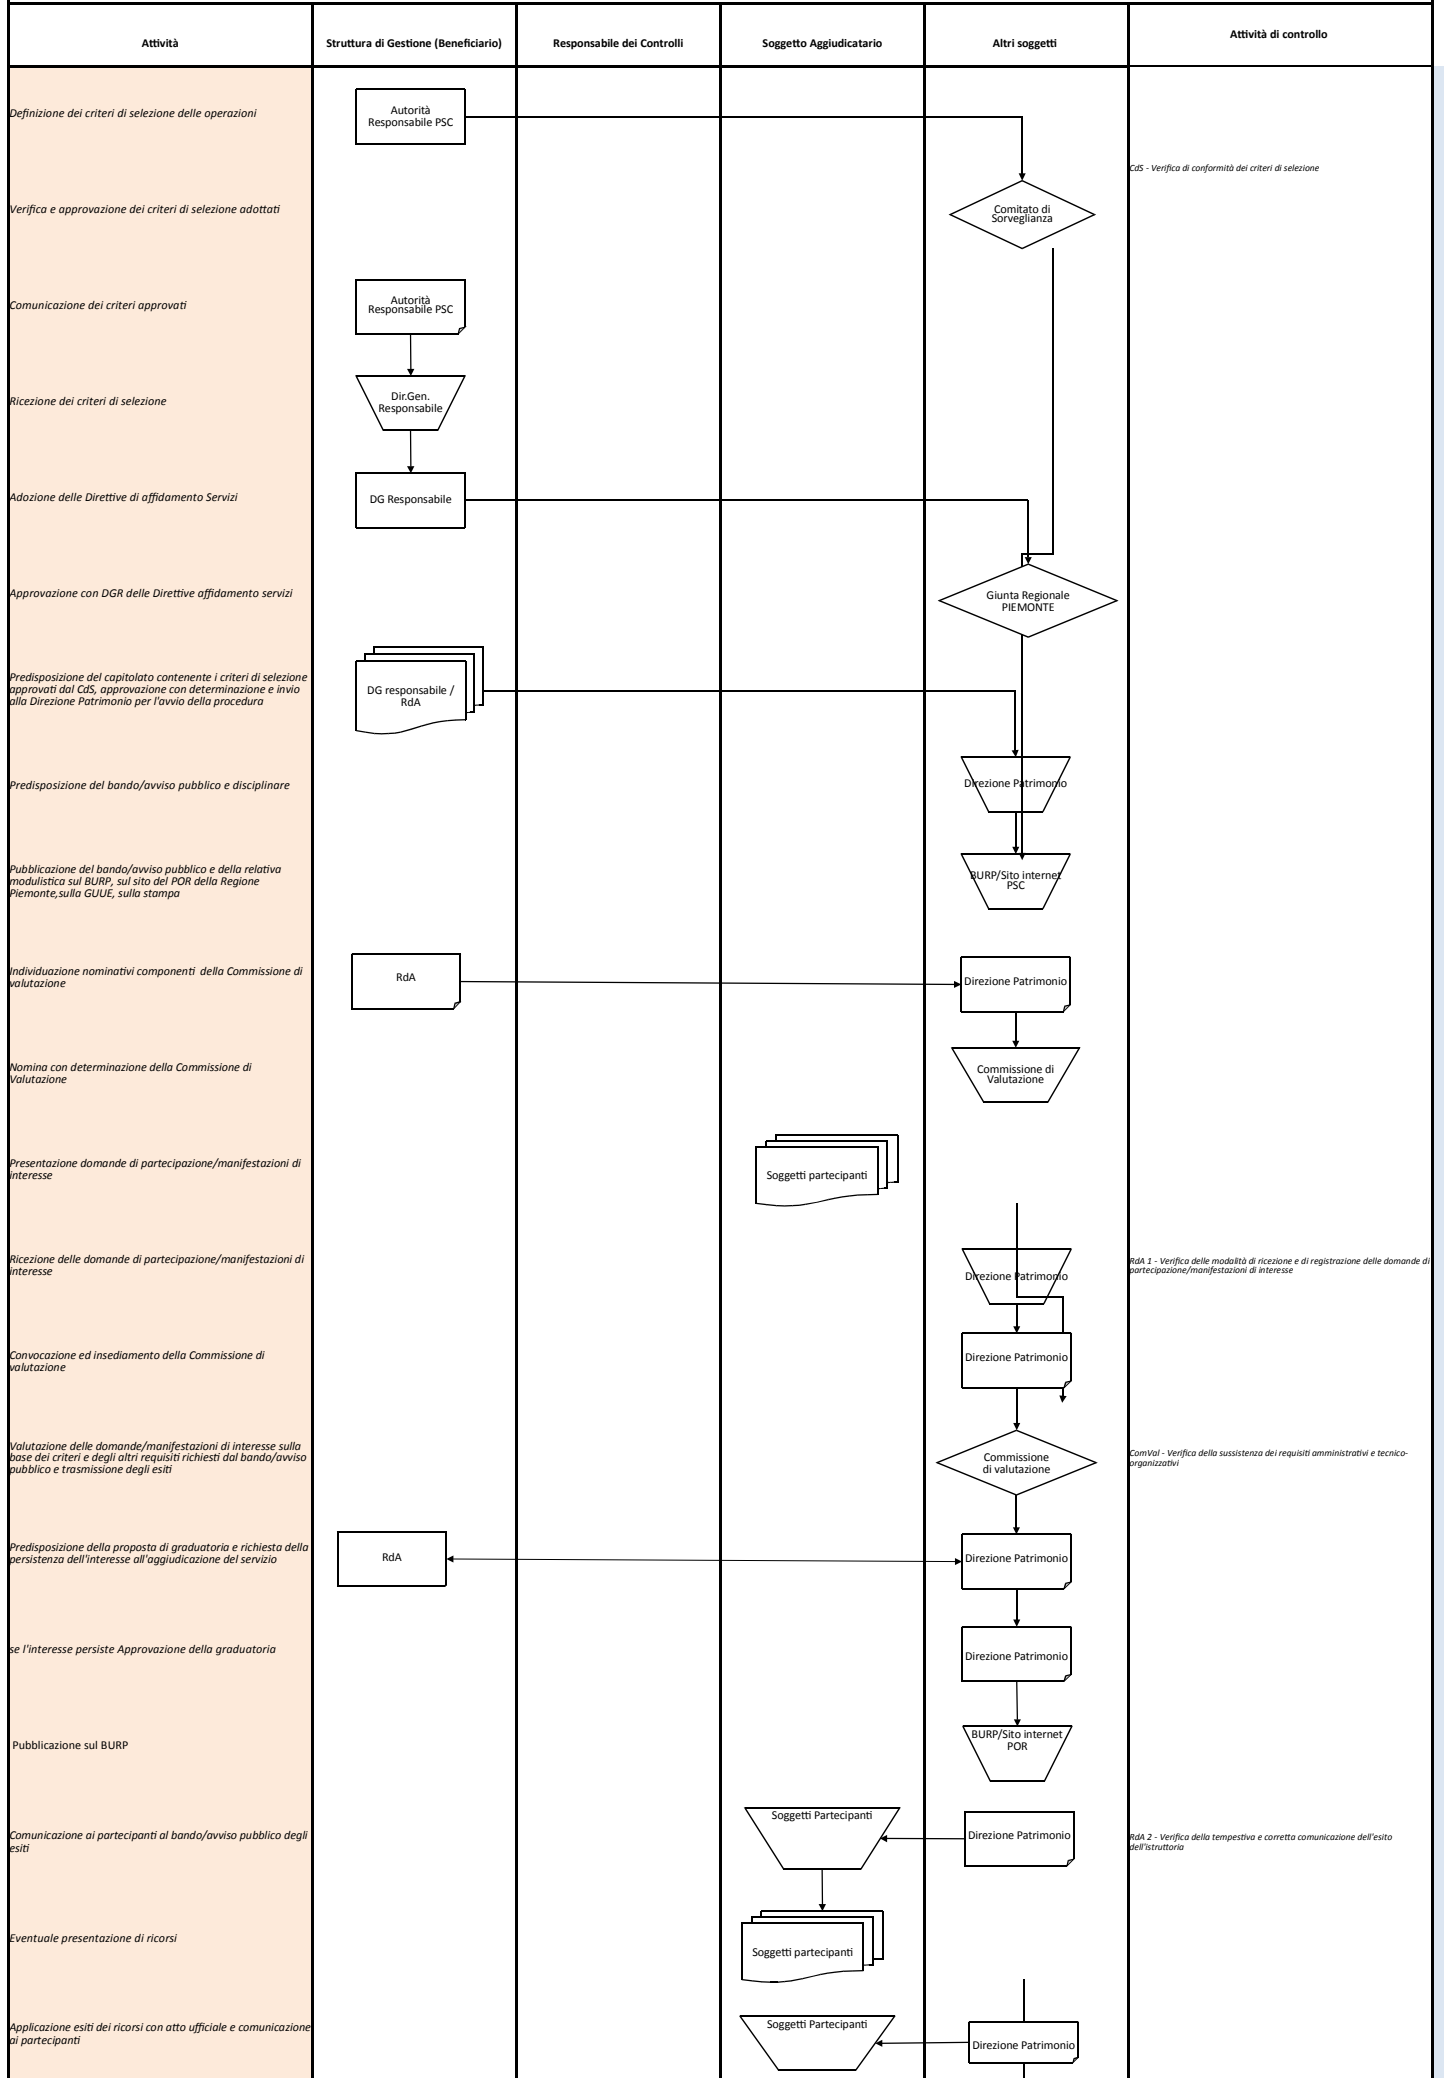 Attività
Struttura di Gestione (Beneficiario)
Responsabile dei Controlli
Soggetto Aggiudicatario
Altri soggetti
Attività di controllo
Definizione dei criteri di selezione delle operazioni
Autorità
Responsabile PSC
CdS - Verifica di conformità dei criteri di selezione
Verifica e approvazione dei criteri di selezione adottati
Comitato di
Sorveglianza
Comunicazione dei criteri approvati
Autorità
Responsabile PSC
Ricezione dei criteri di selezione
Dir.Gen.
Responsabile
Adozione delle Direttive di affidamento Servizi
DG Responsabile
Approvazione con DGR delle Direttive affidamento servizi
Giunta Regionale
PIEMONTE
Predisposizione del capitolato contenente i criteri di selezione
approvati dal CdS, approvazione con determinazione e invio
alla Direzione Patrimonio per l'avvio della procedura
DG responsabile /
RdA
Predisposizione del bando/avviso pubblico e disciplinare
Direzione Patrimonio
Pubblicazione del bando/avviso pubblico e della relativa
modulistica sul BURP, sul sito del POR della Regione
Piemonte,sulla GUUE, sulla stampa
BURP/Sito internet
PSC
Individuazione nominativi componenti  della Commissione di
valutazione
RdA
Direzione Patrimonio
Nomina con determinazione della Commissione di
Valutazione
Commissione di
Valutazione
Presentazione domande di partecipazione/manifestazioni di
interesse
Soggetti partecipanti
Ricezione delle domande di partecipazione/manifestazioni di
interesse
Direzione Patrimonio
RdA 1 - Verifica delle modalità di ricezione e di registrazione delle domande di
partecipazione/manifestazioni di interesse
Convocazione ed insediamento della Commissione di
valutazione
Direzione Patrimonio
Valutazione delle domande/manifestazioni di interesse sulla
base dei criteri e degli altri requisiti richiesti dal bando/avviso
pubblico e trasmissione degli esiti
Commissione
di valutazione
ComVal - Verifica della sussistenza dei requisiti amministrativi e tecnico-
organizzativi
Predisposizione della proposta di graduatoria e richiesta della
persistenza dell'interesse all'aggiudicazione del servizio
RdA
Direzione Patrimonio
se l'interesse persiste Approvazione della graduatoria
Direzione Patrimonio
Pubblicazione sul BURP
BURP/Sito internet
POR
Comunicazione ai partecipanti al bando/avviso pubblico degli
esiti
Soggetti Partecipanti
Direzione Patrimonio
RdA 2 - Verifica della tempestiva e corretta comunicazione dell'esito
dell'istruttoria
Eventuale presentazione di ricorsi
Soggetti partecipanti
Applicazione esiti dei ricorsi con atto ufficiale e comunicazione
ai partecipanti
Soggetti Partecipanti
Direzione Patrimonio